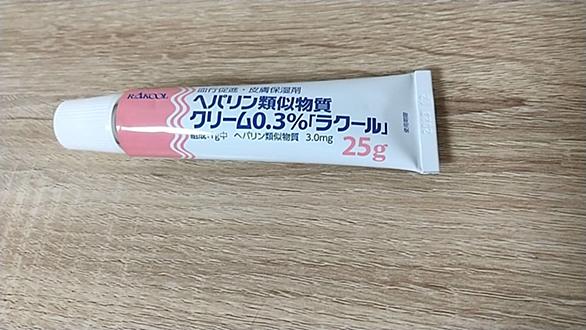 RAKOOL
血行促進・皮膚保湿剤
ヘパリン類似物質
クリーム0.3%「ラクール」
組成:1g中 ヘパリン類似物質 3.0mg
25g